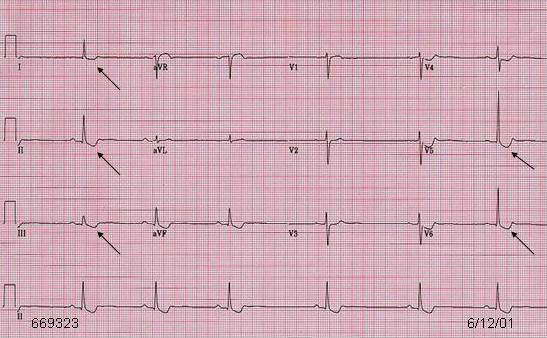 I aVR V1 V4
II aVL V2 V5
III aVF V3 V6
II
669323 6/12/01